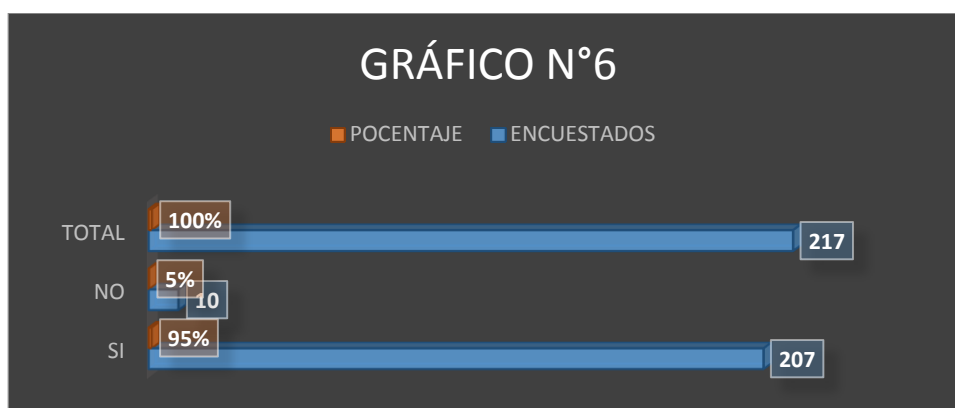 GRÁFICO N°6
POCENTAJE ENCUESTADOS
TOTAL 100% 217
NO 5% 10
SI 95% 207